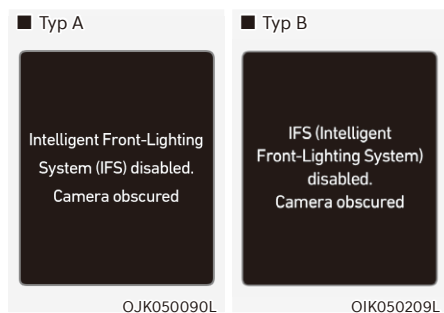 ■ Typ A
Intelligent Front-Lighting
System (IFS) disabled.
Camera obscured
OJK050090L
■ Typ B
IFS (Intelligent
Front-Lighting System)
disabled.
Camera obscured
OIK050209L